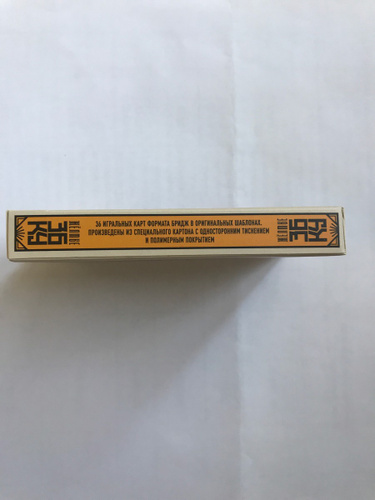 36 ИГРАЛЬНЫХ КАРТ ФОРМАТА БРИДЖ В ОРИГИНАЛЬНЫХ ШАБЛОНАХ.
ПРОИЗВЕДЕНЫ ИЗ СПЕЦИАЛЬНОГО КАРТОНА С ОДНОСТОРОННИМ ТИСНЕНИЕМ
И ПОЛИМЕРНЫМ ПОКРЫТИЕМ